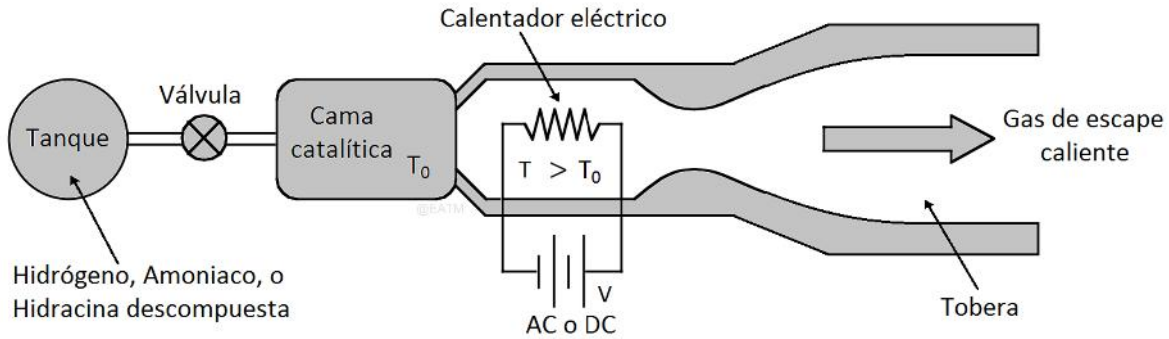 Calentador eléctrico
Válvula
Tanque
Cama
catalítica
T₀
T > T₀
@EATM
Gas de escape
caliente
Hidrógeno, Amoniaco, o
Hidracina descompuesta
V
AC o DC
Tobera